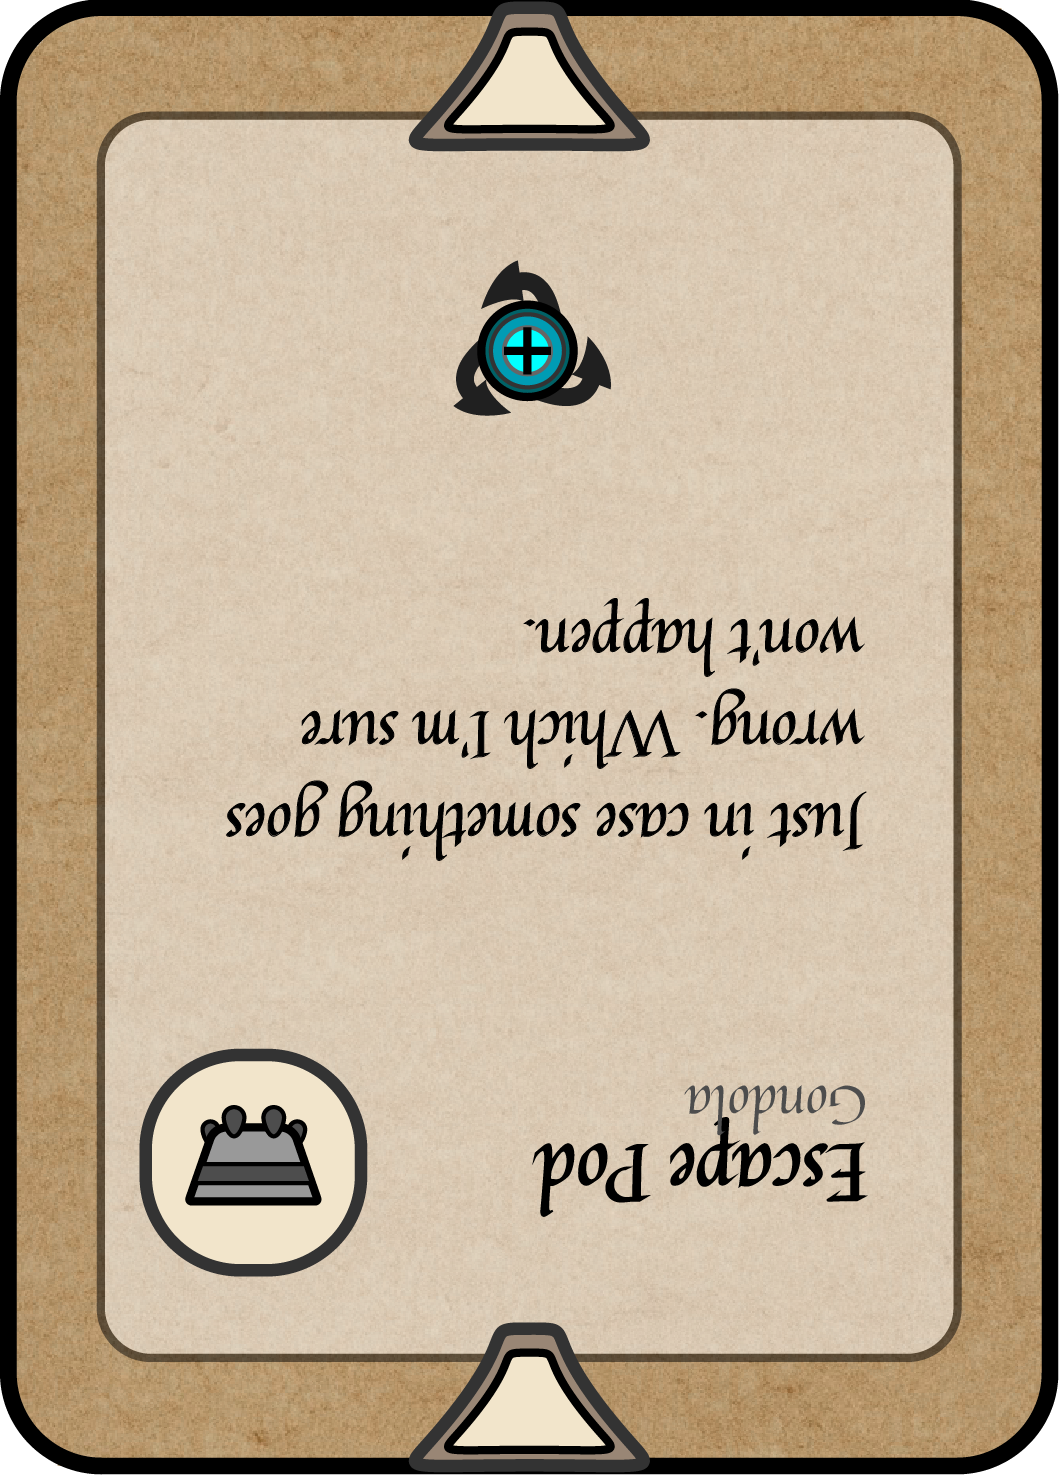 Escape Pod
Gondola
Just in case something goes
wrong. Which I'm sure
won't happen.